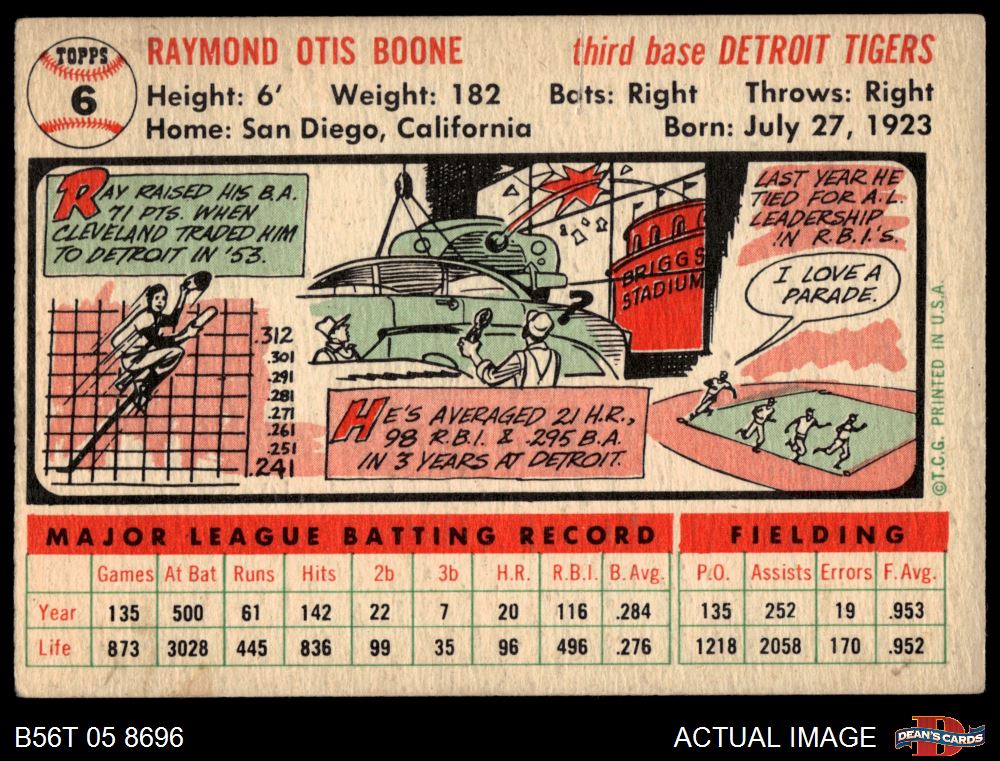 TOPPS
6
RAYMOND OTIS BOONE third base DETROIT TIGERS
Height: 6' Weight: 182 Bats: Right Throws: Right
Home: San Diego, California Born: July 27, 1923
RAY RAISED HIS B.A.
71 PTS. WHEN
CLEVELAND TRADED HIM
TO DETROIT IN '53.
.312
.301
.291
.281
.271
.261
.251
.241
BRIGGS
STADIUM
?
HE'S AVERAGED 21 H.R.,
98 R.B.I. & .295 B.A.
IN 3 YEARS AT DETROIT.
LAST YEAR HE
TIED FOR A.L.
LEADERSHIP
IN R.B.I.'S.
I LOVE A
PARADE.
©T.C.G. PRINTED IN U.S.A.
MAJOR LEAGUE BATTING RECORD FIELDING
Games At Bat Runs Hits 2b 3b H.R. R.B.I. B. Avg. P.O. Assists Errors F. Avg.
Year 135 500 61 142 22 7 20 116 .284 135 252 19 .953
Life 873 3028 445 836 99 35 96 496 .276 1218 2058 170 .952
B56T 05 8696 ACTUAL IMAGE
D
DEAN'S CARDS